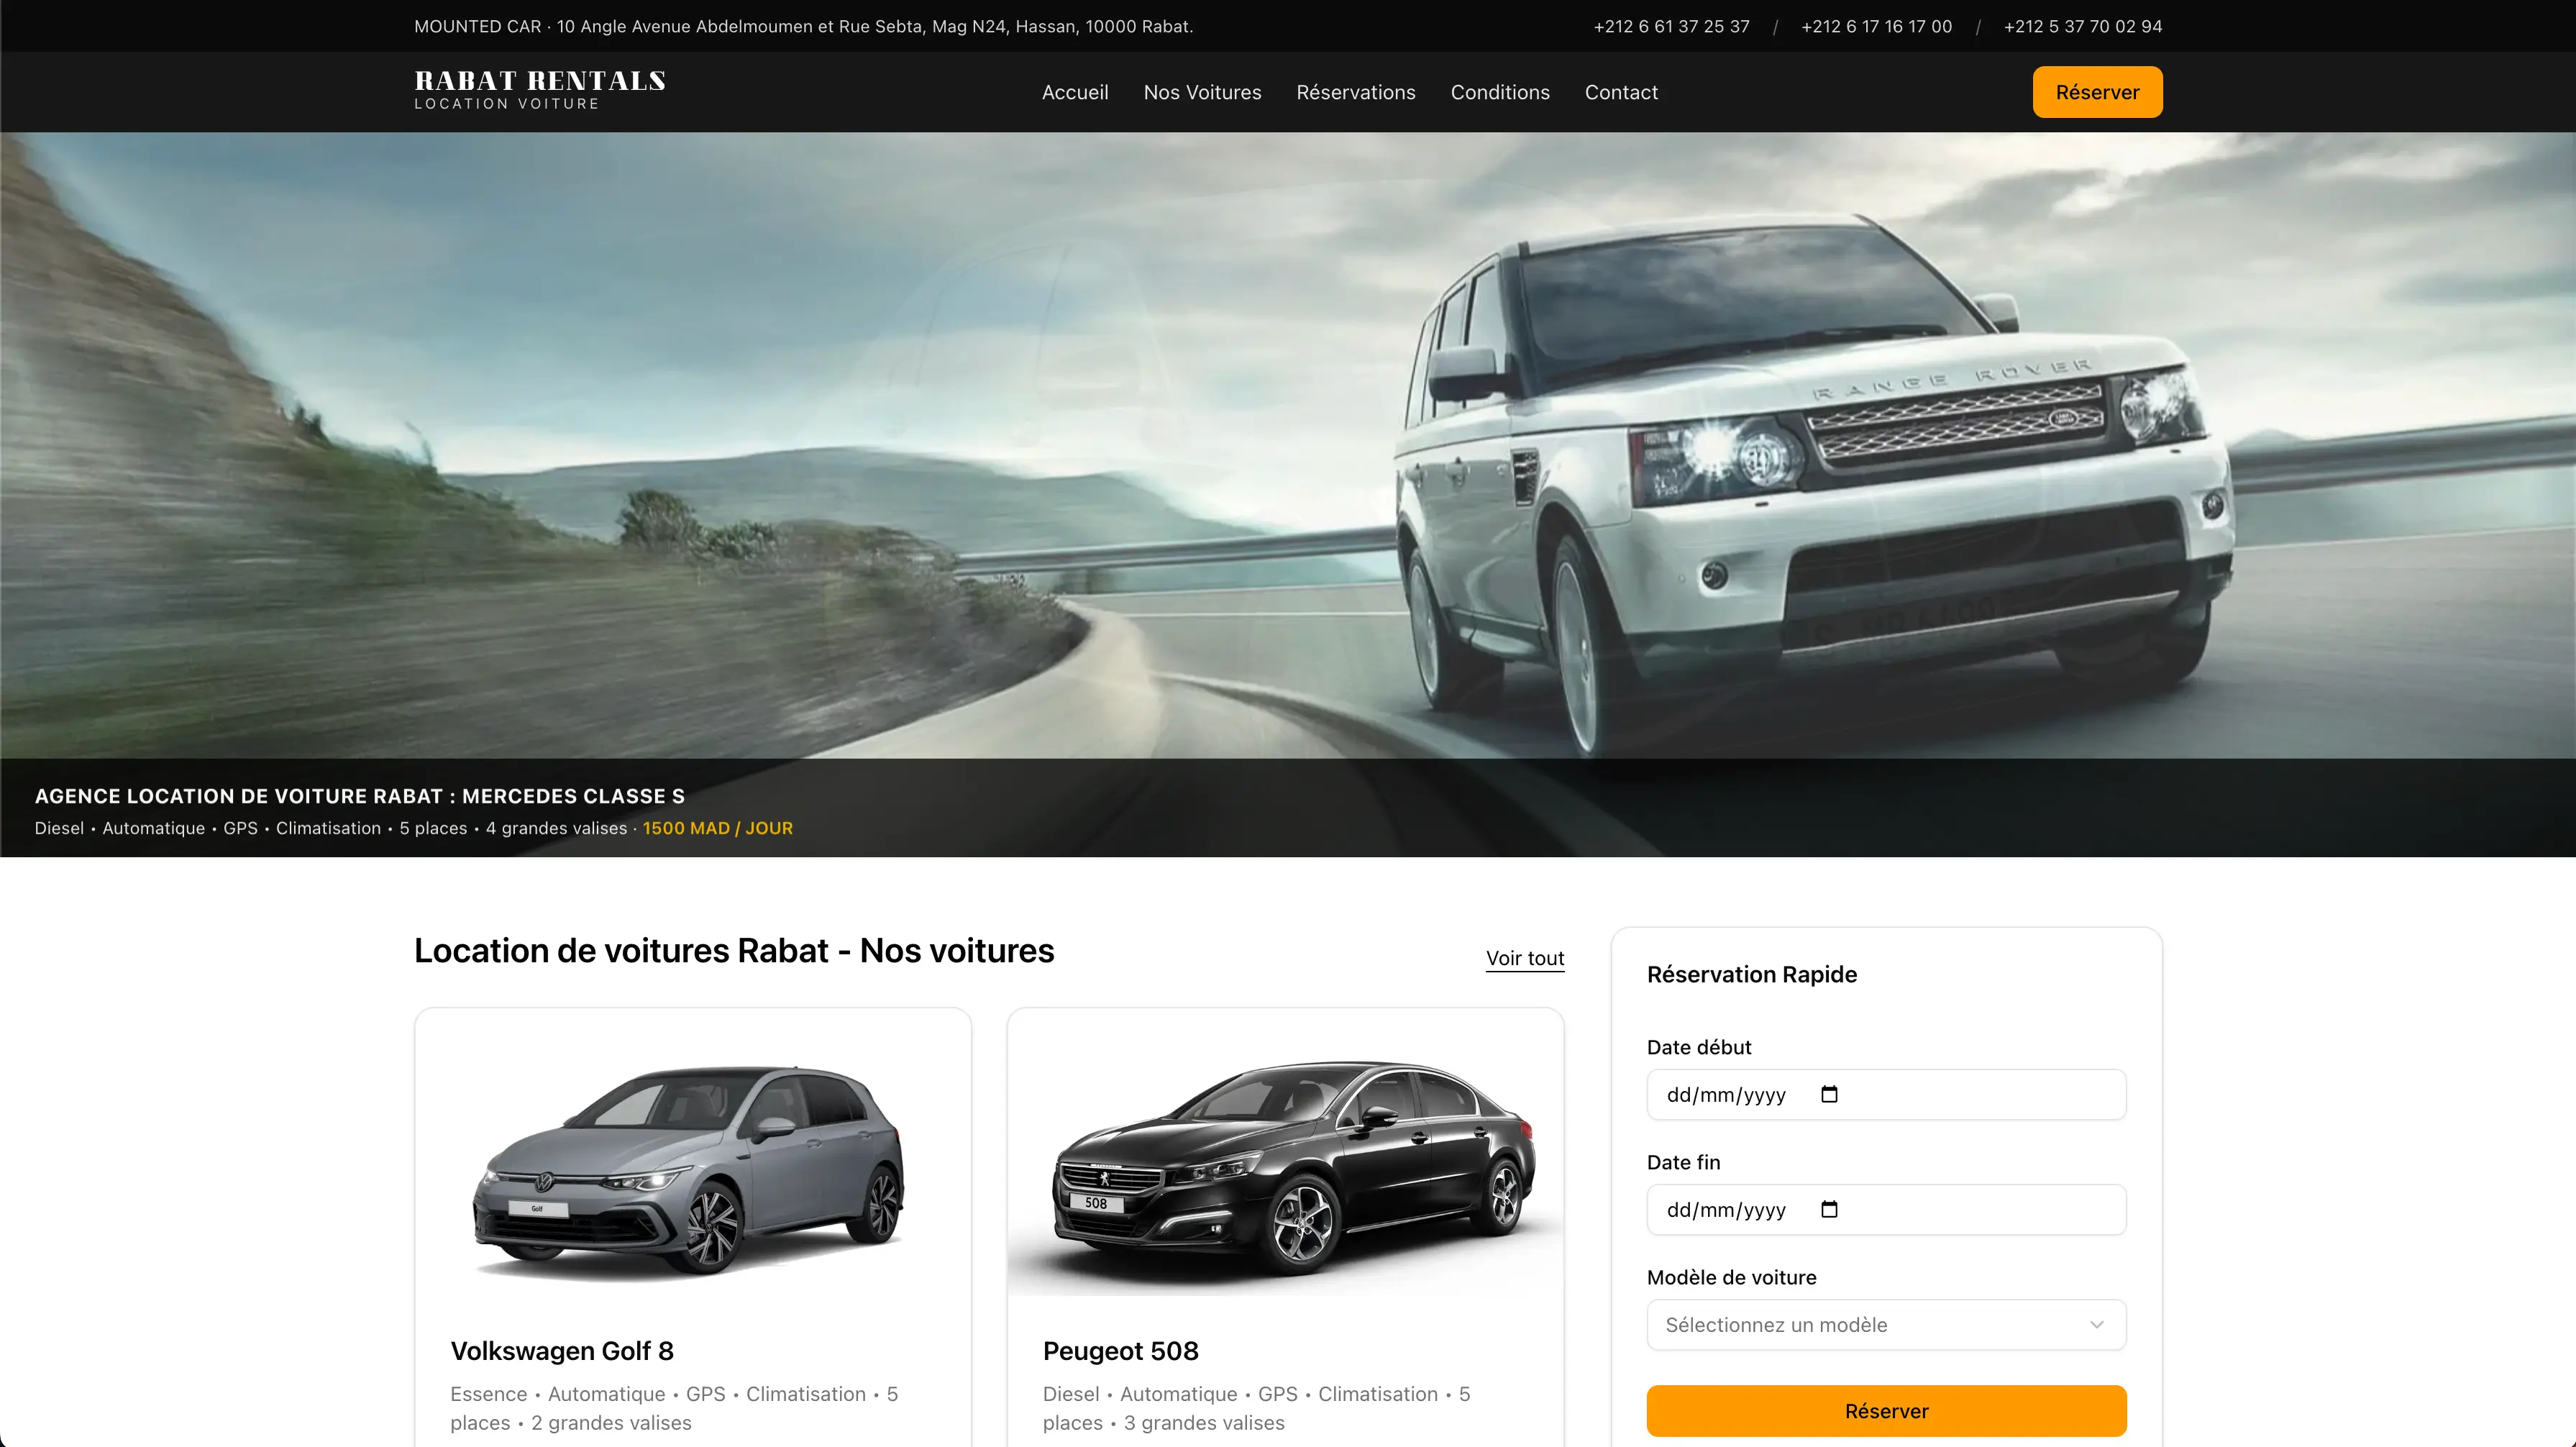 MOUNTED CAR · 10 Angle Avenue Abdelmoumen et Rue Sebta, Mag N24, Hassan, 10000 Rabat.
+212 6 61 37 25 37 / +212 6 17 16 17 00 / +212 5 37 70 02 94
RABAT RENTALS
LOCATION VOITURE
Accueil
Nos Voitures
Réservations
Conditions
Contact
Réserver
RANGE ROVER
AGENCE LOCATION DE VOITURE RABAT : MERCEDES CLASSE S
Diesel • Automatique • GPS • Climatisation • 5 places • 4 grandes valises · 1500 MAD / JOUR
Location de voitures Rabat - Nos voitures
Voir tout
Golf
Volkswagen Golf 8
Essence • Automatique • GPS • Climatisation • 5
places • 2 grandes valises
508
Peugeot 508
Diesel • Automatique • GPS • Climatisation • 5
places • 3 grandes valises
Réservation Rapide
Date début
dd/mm/yyyy
Date fin
dd/mm/yyyy
Modèle de voiture
Sélectionnez un modèle
Réserver